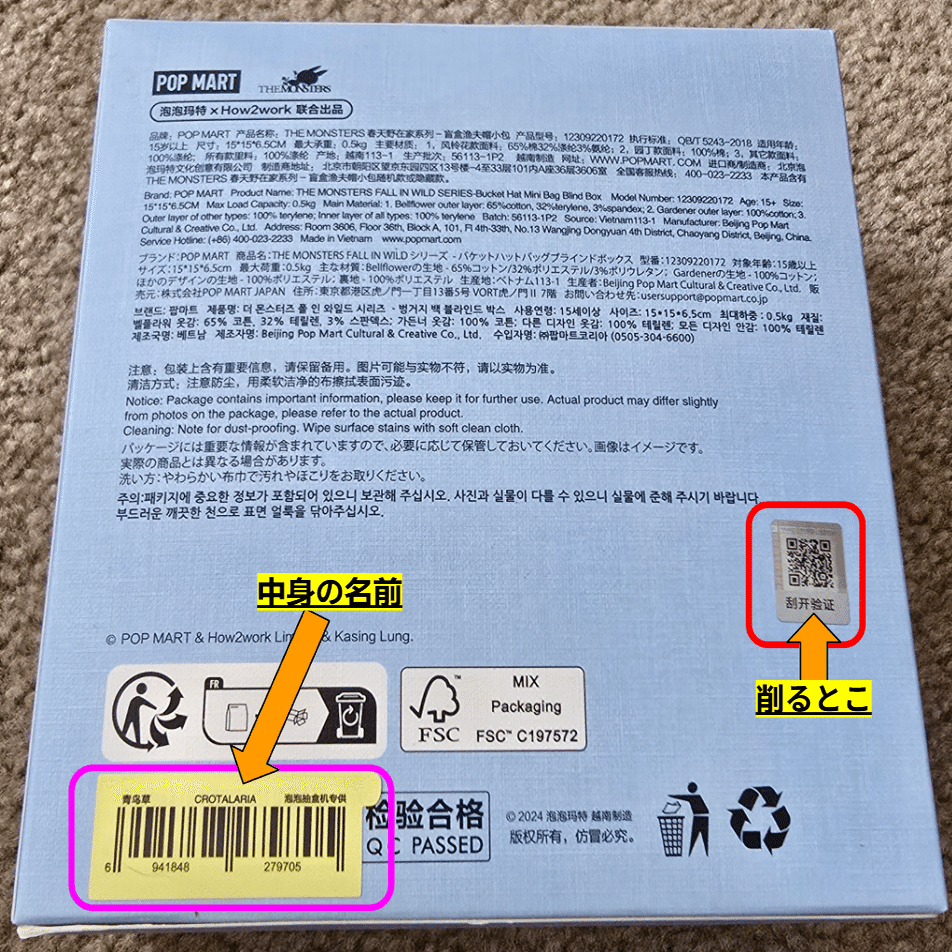 POP MART
THE MONSTERS
泡泡玛特 × How2work 联合出品
品牌：POP MART 产品名称：THE MONSTERS 春天野在家系列－盲盒渔夫帽小包 产品型号：12309220172 执行标准：QB/T 5243-2018 适用年龄：
15岁以上 尺寸：15*15*6.5CM 最大承重：0.5kg 主要材质：1，风铃花款面料：65%棉32%涤纶3%氨纶；2，园丁款面料：100%棉；3，其它款面料：
100%涤纶； 所有款里料：100%涤纶 产地：越南113-1 生产批次：56113-1P2 越南制造 网址：WWW.POPMART.COM 进口商/制造商：北京泡
泡玛特文化创意有限公司 制造商地址：北京市朝阳区望京东园四区13号楼-4至33层101内A座36层3606室 全国客服热线：400-023-2233 本产品含有
THE MONSTERS 春天野在家系列－盲盒渔夫帽小包随机款或隐藏款。
Brand: POP MART Product Name: THE MONSTERS FALL IN WILD SERIES-Bucket Hat Mini Bag Blind Box Model Number: 12309220172 Age: 15+ Size:
15*15*6.5CM Max Load Capacity: 0.5kg Main Material: 1. Bellflower outer layer: 65%cotton, 32%terylene, 3%spandex; 2. Gardener outer layer: 100%cotton; 3.
Outer layer of other types: 100% terylene; Inner layer of all types: 100% terylene Batch: 56113-1P2 Source: Vietnam113-1 Manufacturer: Beijing Pop Mart
Cultural & Creative Co., Ltd. Address: Room 3606, Floor 36th, Block A, 101, Fl 4th-33th, No.13 Wangjing Dongyuan 4th District, Chaoyang District, Beijing, China.
Service Hotline: (+86) 400-023-2233 Made in Vietnam www.popmart.com
ブランド：POP MART 商品名：THE MONSTERS FALL IN WILD シリーズ - バケットハットバッグブラインドボックス 型番：12309220172 対象年齢：15歳以上
サイズ：15*15*6.5cm 最大荷重：0.5kg 主な材質：Bellflowerの生地 - 65%コットン/32%ポリエステル/3%ポリウレタン； Gardenerの生地 - 100%コットン；
ほかのデザインの生地 - 100%ポリエステル；裏地 - 100%ポリエステル 生産地：ベトナム113-1 生産者：Beijing Pop Mart Cultural & Creative Co., Ltd. 販
売元：株式会社POP MART JAPAN 住所：東京都港区虎ノ門一丁目13番5号 VORT虎ノ門Ⅱ 7階 お問い合わせ先：usersupport@popmart.co.jp
브랜드: 팝마트 제품명: 더 몬스터즈 폴 인 와일드 시리즈 - 벙거지 백 블라인드 박스 사용연령: 15세이상 사이즈: 15*15*6.5cm 최대하중: 0.5kg 재질:
벨플라워 옷감: 65% 코튼, 32% 테릴렌, 3% 스판덱스; 가든너 옷감: 100% 코튼; 다른 디자인 옷감: 100% 테릴렌; 모든 디자인 안감: 100% 테릴렌
제조국명: 베트남 제조자명: Beijing Pop Mart Cultural & Creative Co., Ltd. 수입자명: ㈜팝마트코리아 (0505-304-6600)
注意：包装上含有重要信息，请保留备用。图片可能与实物不符，请以实物为准。
清洁方式：注意防尘，用柔软洁净的布擦拭表面污迹。
Notice: Package contains important information, please keep it for further use. Actual product may differ slightly
from photos on the package, please refer to the actual product.
Cleaning: Note for dust-proofing. Wipe surface stains with soft clean cloth.
パッケージには重要な情報が含まれていますので、必要に応じて保管しておいてください。画像はイメージです。
実際の商品とは異なる場合があります。
洗い方：やわらかい布巾で汚れやほこりをお取りください。
주의:패키지에 중요한 정보가 포함되어 있으니 보관해 주십시오. 사진과 실물이 다를 수 있으니 실물에 준해 주시기 바랍니다.
부드러운 깨끗한 천으로 표면 얼룩을 닦아주십시오.
刮开验证
中身の名前
© POP MART & How2work Lim & Kasing Lung.
削るとこ
FR
MIX
Packaging
FSC
FSC™ C197572
青鸟草 CROTALARIA 泡泡抽盒机专供
6 941848 279705
检验合格
QC PASSED
© 2024 泡泡玛特 越南制造
版权所有，仿冒必究。